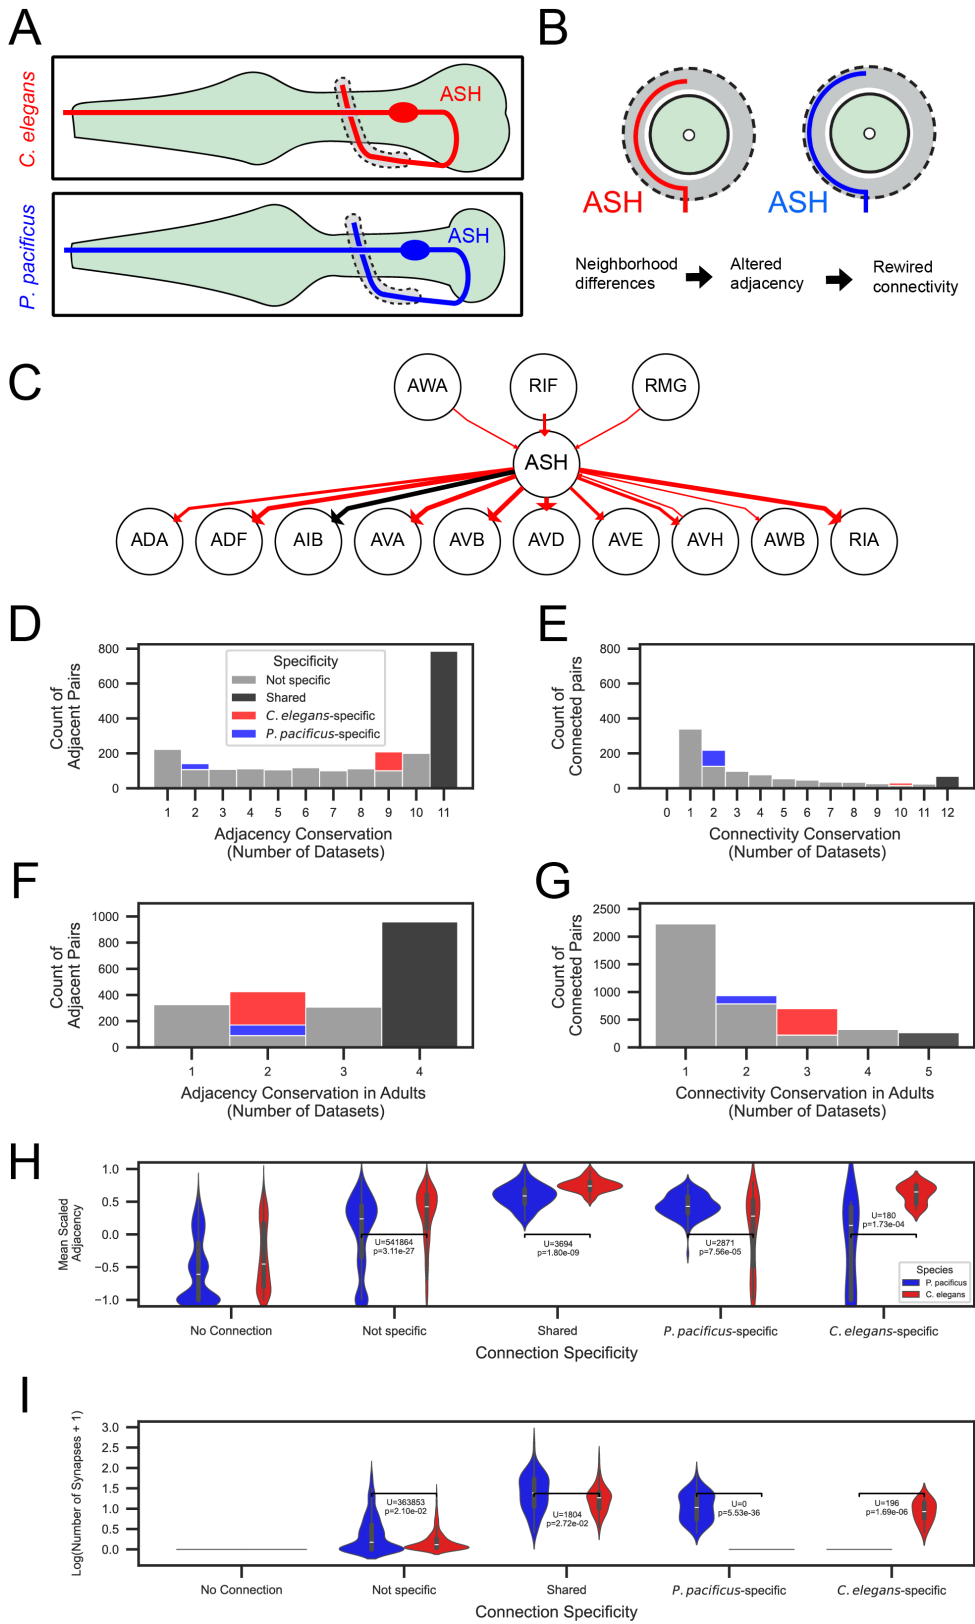 A
C. elegans
ASH
P. pacificus
ASH
B
ASH
ASH
Neighborhood differences
Altered adjacency
Rewired connectivity
C
AWA
RIF
RMG
ASH
ADA
ADF
AIB
AVA
AVB
AVD
AVE
AVH
AWB
RIA
D
Count of
Adjacent Pairs
800
600
400
200
0
Specificity
Not specific
Shared
C. elegans-specific
P. pacificus-specific
1 2 3 4 5 6 7 8 9 10 11
Adjacency Conservation
(Number of Datasets)
E
Count of
Connected pairs
800
600
400
200
0
0 1 2 3 4 5 6 7 8 9 10 11 12
Connectivity Conservation
(Number of Datasets)
F
Count of
Adjacent Pairs
1000
800
600
400
200
0
1 2 3 4
Adjacency Conservation in Adults
(Number of Datasets)
G
Count of
Connected Pairs
2500
2000
1500
1000
500
0
1 2 3 4 5
Connectivity Conservation in Adults
(Number of Datasets)
H
Mean Scaled
Adjacency
1.0
0.5
0.0
−0.5
−1.0
U=541864
p=3.11e-27
U=3694
p=1.80e-09
U=2871
p=7.56e-05
U=180
p=1.73e-04
Species
P. pacificus
C. elegans
No Connection
Not specific
Shared
P. pacificus-specific
C. elegans-specific
Connection Specificity
I
Log(Number of Synapses + 1)
3.0
2.5
2.0
1.5
1.0
0.5
0.0
U=363853
p=2.10e-02
U=1804
p=2.72e-02
U=0
p=5.53e-36
U=196
p=1.69e-06
No Connection
Not specific
Shared
P. pacificus-specific
C. elegans-specific
Connection Specificity